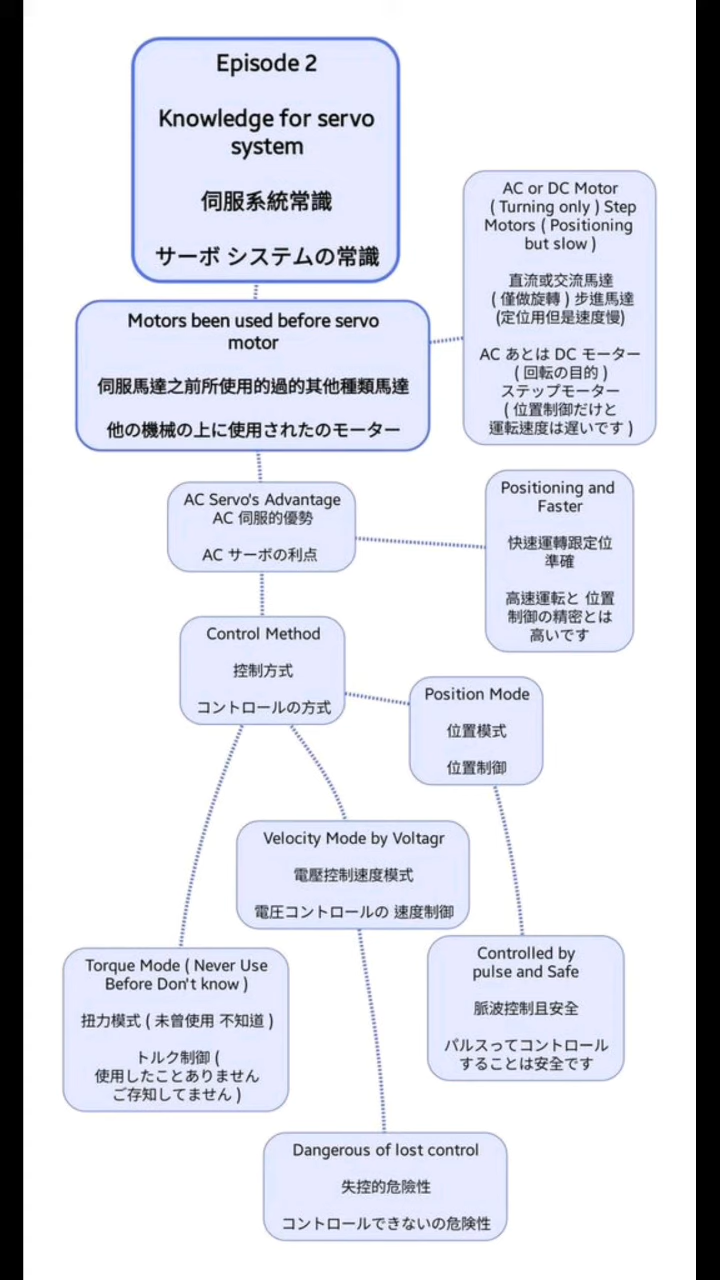 Episode 2
Knowledge for servo
system
伺服系統常識
サーボ システムの常識
Motors been used before servo
motor
伺服馬達之前所使用的過的其他種類馬達
他の機械の上に使用されたのモーター
AC or DC Motor
( Turning only ) Step
Motors ( Positioning
but slow )
直流或交流馬達
( 僅做旋轉 ) 步進馬達
(定位用但是速度慢)
AC あとは DC モーター
( 回転の目的 )
ステップモーター
( 位置制御だけと
運転速度は遅いです )
AC Servo's Advantage
AC 伺服的優勢
AC サーボの利点
Positioning and
Faster
快速運轉跟定位
準確
高速運転と 位置
制御の精密とは
高いです
Control Method
控制方式
コントロールの方式
Position Mode
位置模式
位置制御
Velocity Mode by Voltagr
電壓控制速度模式
電圧コントロールの 速度制御
Controlled by
pulse and Safe
脈波控制且安全
パルスってコントロール
することは安全です
Torque Mode ( Never Use
Before Don't know )
扭力模式 ( 未曾使用 不知道 )
トルク制御 (
使用したことありません
ご存知してません )
Dangerous of lost control
失控的危險性
コントロールできないの危険性